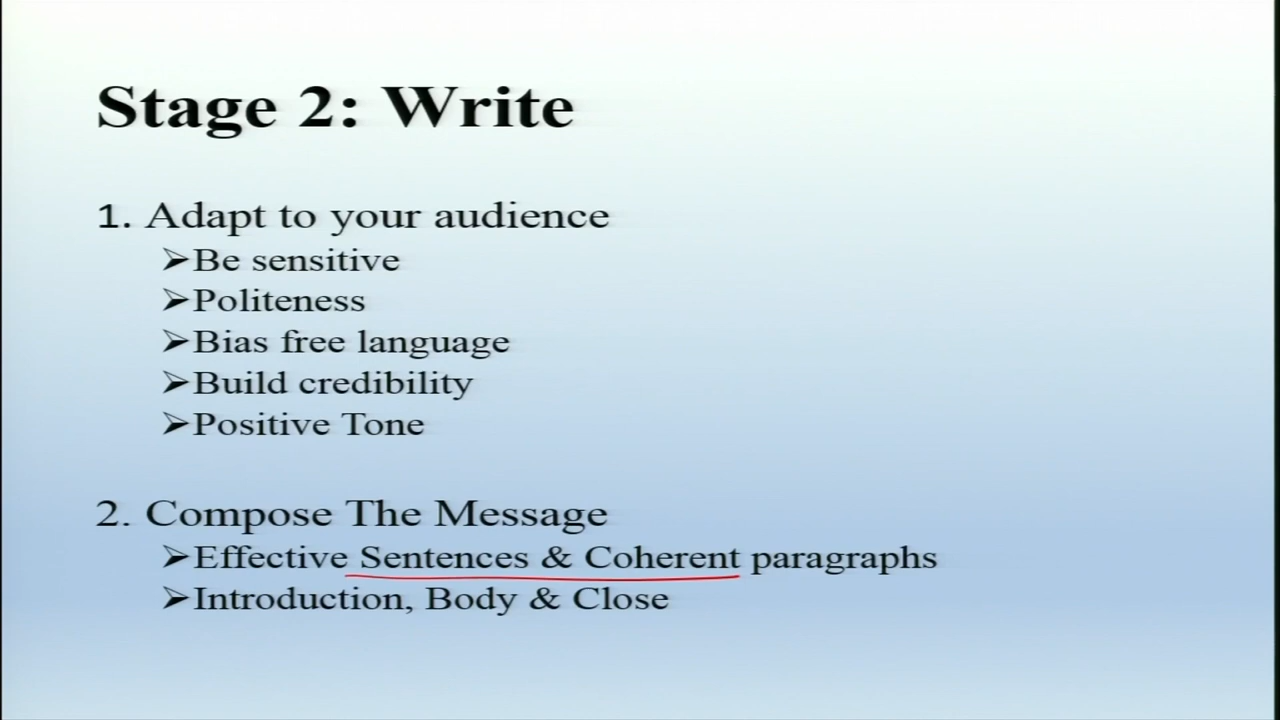 Stage 2: Write
1. Adapt to your audience
➢Be sensitive
➢Politeness
➢Bias free language
➢Build credibility
➢Positive Tone
2. Compose The Message
➢Effective Sentences & Coherent paragraphs
➢Introduction, Body & Close